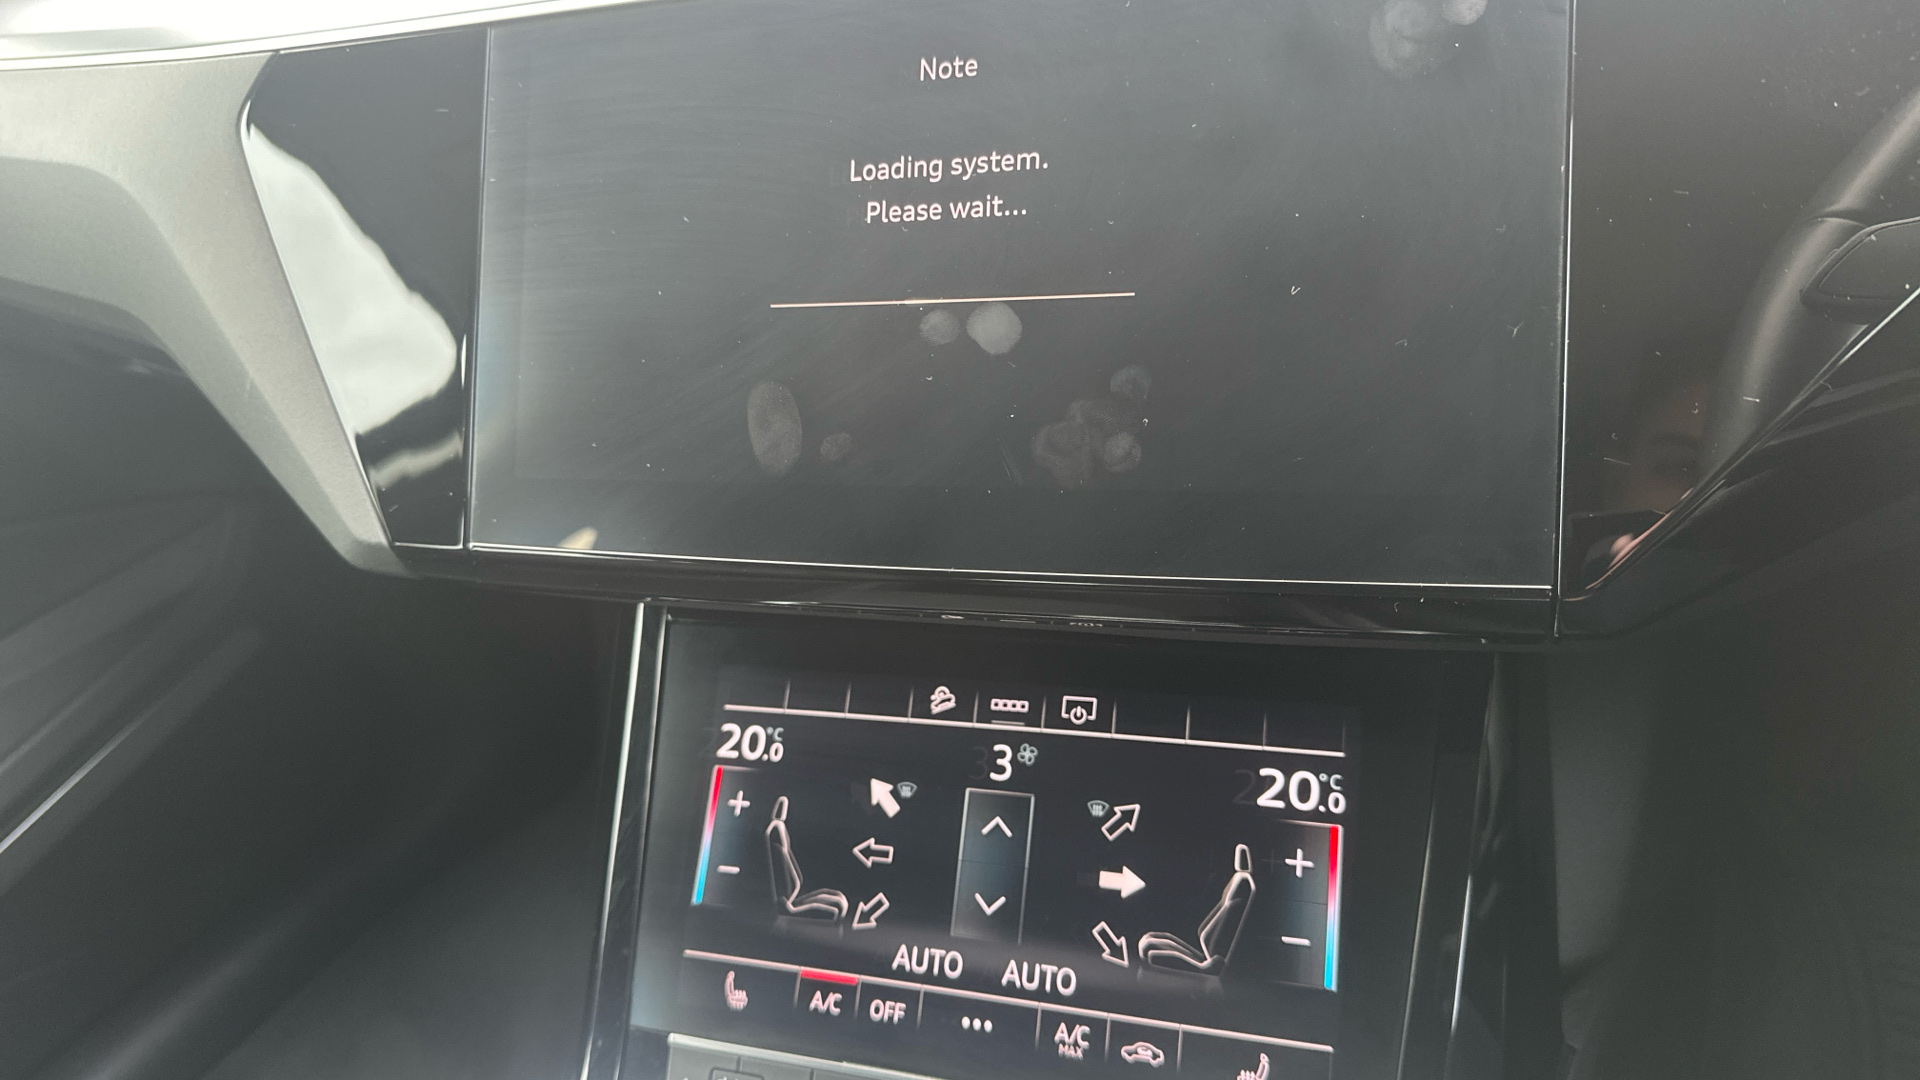 Note
Loading system.
Please wait...
20.0°C
3
20.0°C
AUTO AUTO
A/C OFF
A/C
MAX